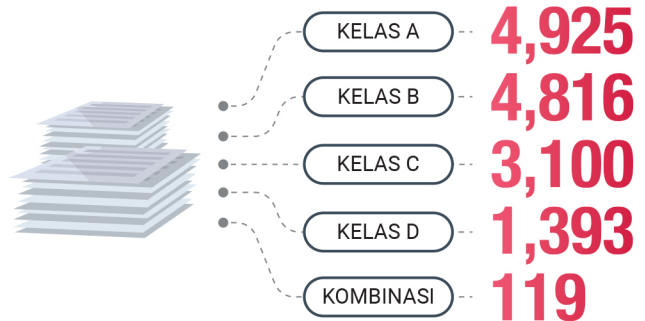 KELAS A 4,925
KELAS B 4,816
KELAS C 3,100
KELAS D 1,393
KOMBINASI 119